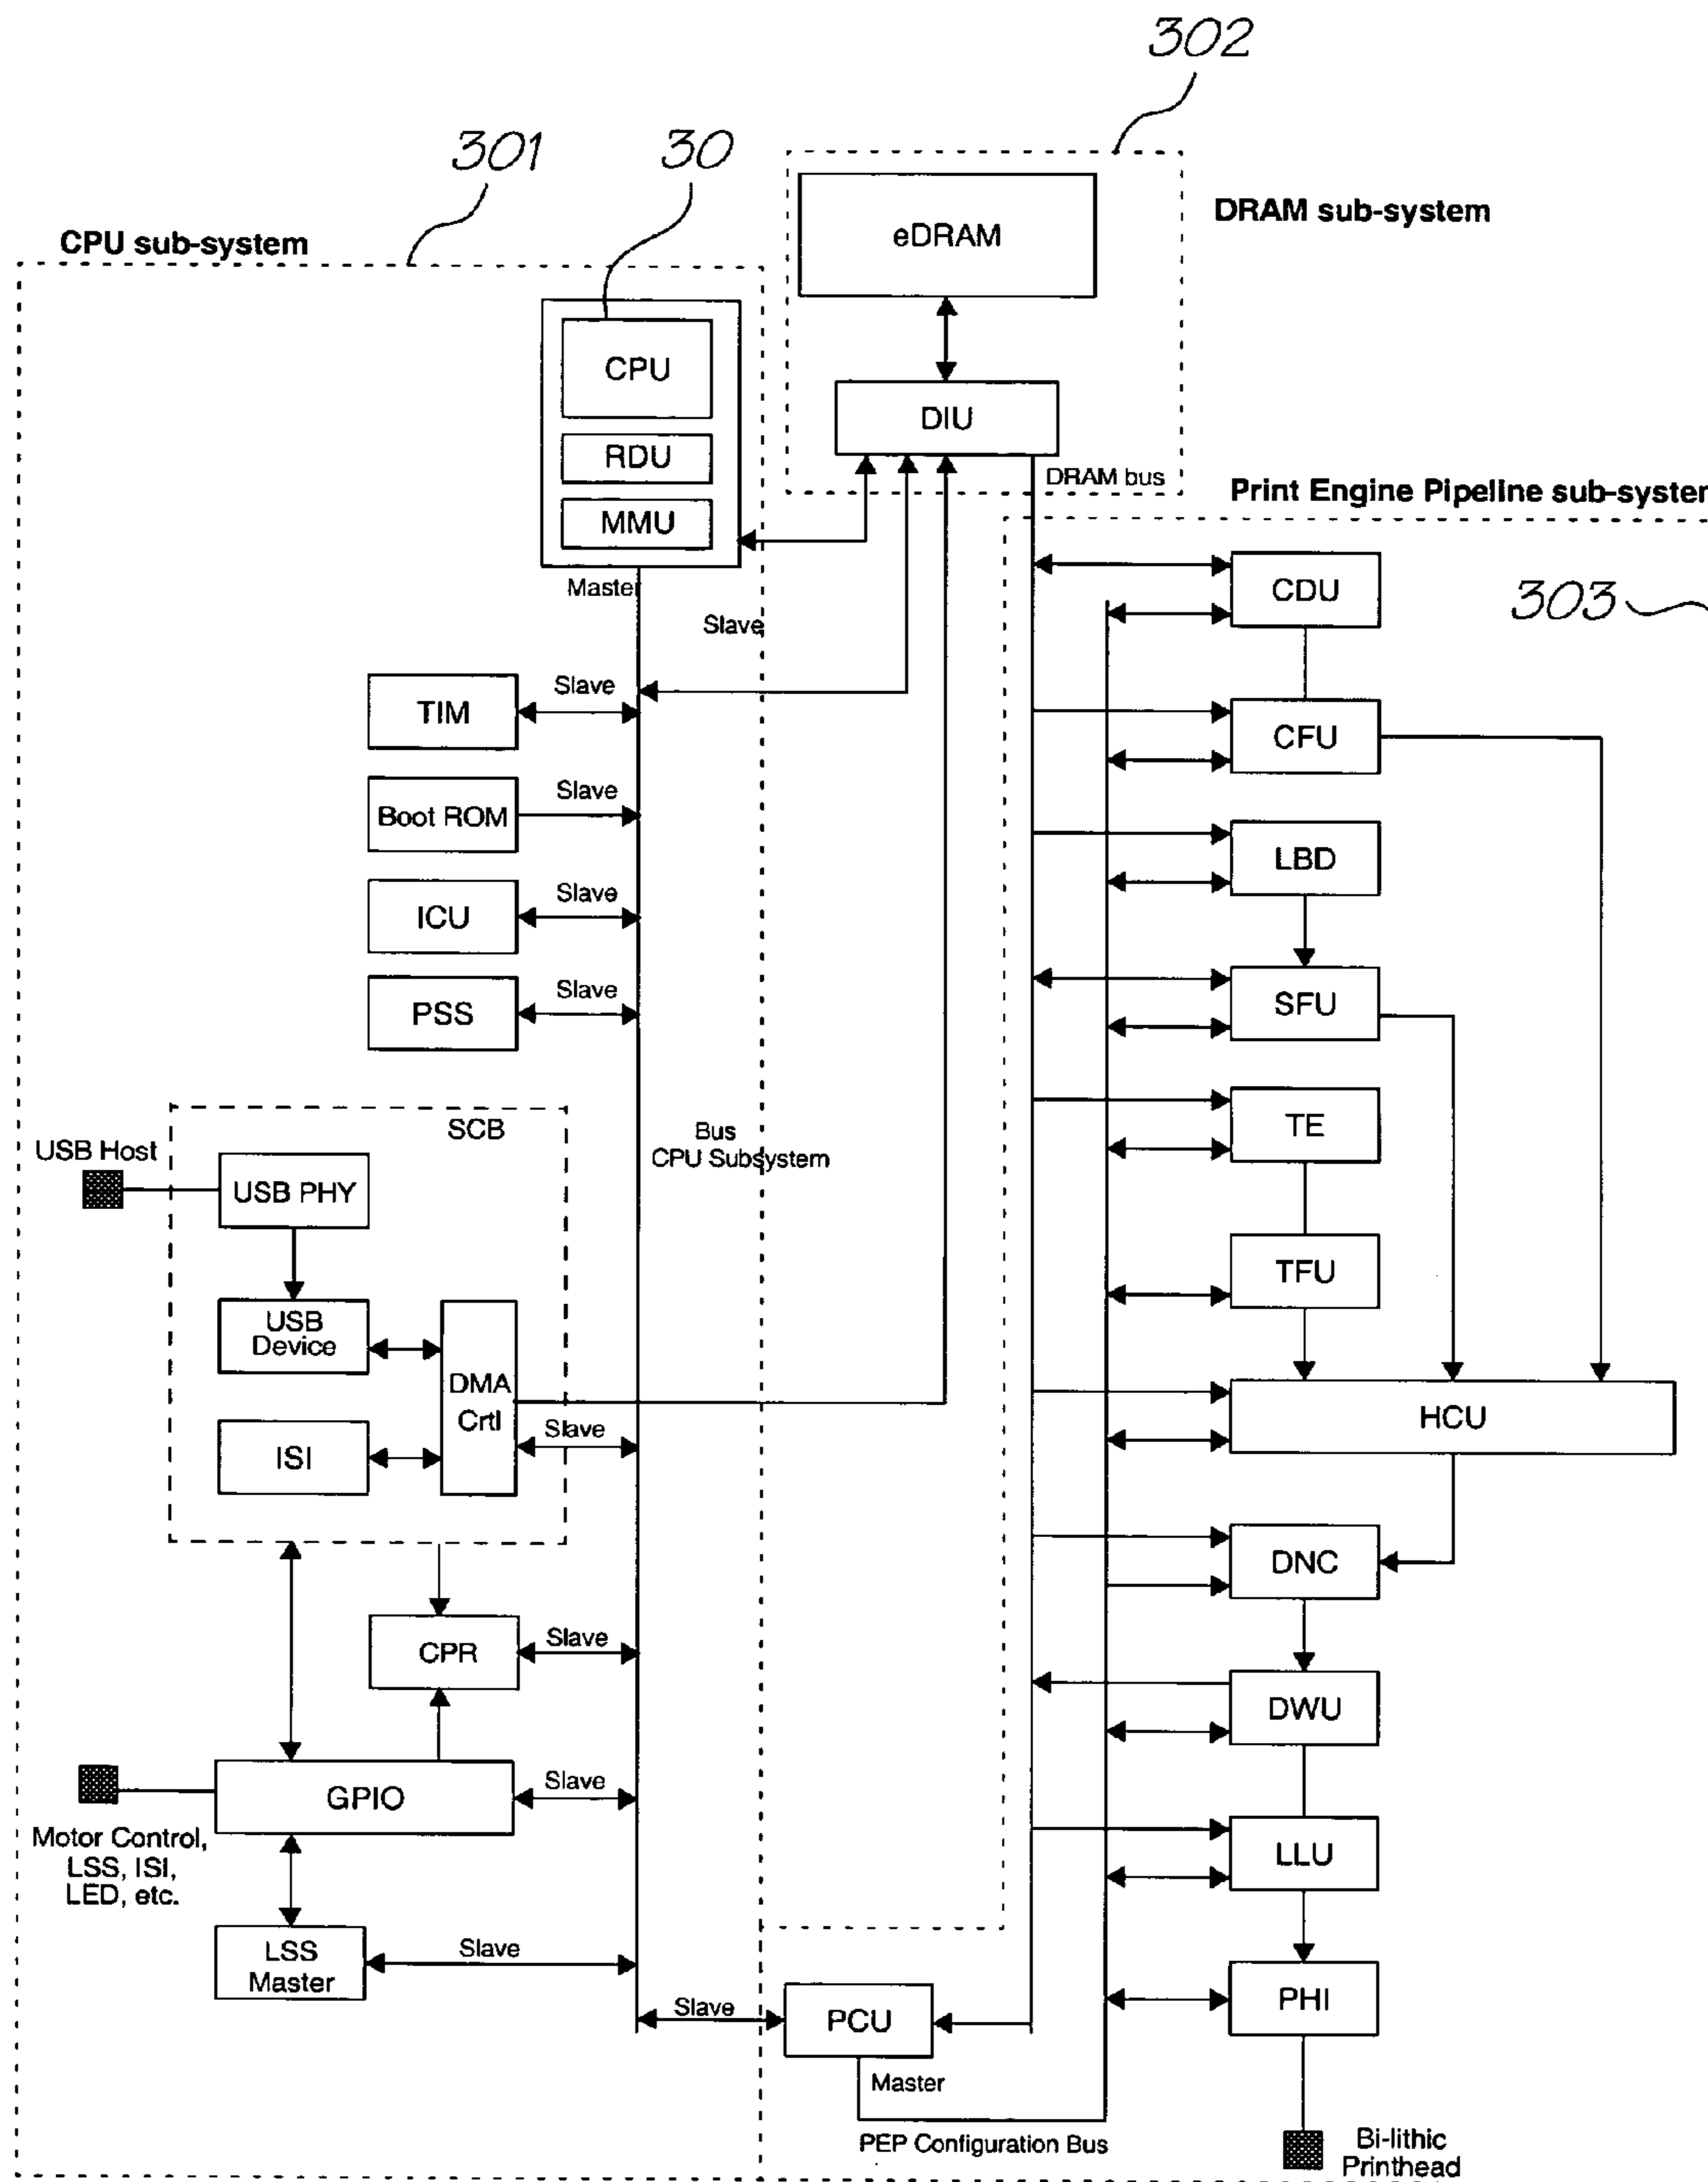 302
301
30
DRAM sub-system
CPU sub-system
eDRAM
CPU
DIU
RDU
DRAM bus
Print Engine Pipeline sub-system
MMU
Master
CDU
303
Slave
Slave
TIM
CFU
Slave
Boot ROM
LBD
Slave
ICU
Slave
PSS
SFU
SCB
TE
USB Host
Bus
CPU Subsystem
USB PHY
TFU
USB
Device
DMA
Crtl
HCU
Slave
ISI
DNC
Slave
CPR
DWU
Slave
GPIO
Motor Control,
LSS, ISI,
LED, etc.
LLU
LSS
Master
Slave
PHI
Slave
PCU
Master
PEP Configuration Bus
Bi-lithic
Printhead